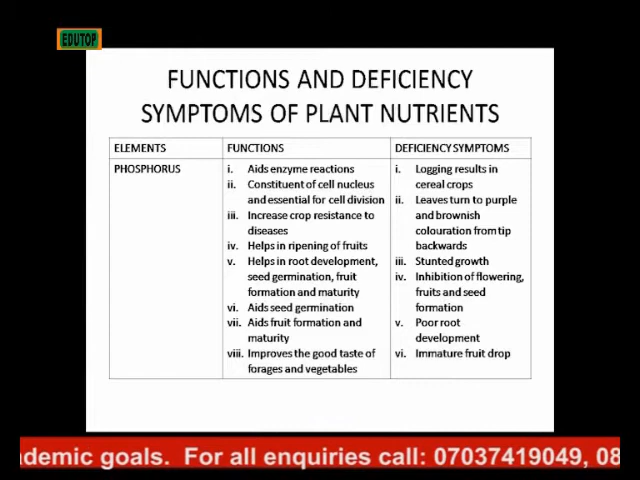 EDUTOP
FUNCTIONS AND DEFICIENCY
SYMPTOMS OF PLANT NUTRIENTS
ELEMENTS
FUNCTIONS
DEFICIENCY SYMPTOMS
PHOSPHORUS
i. Aids enzyme reactions
ii. Constituent of cell nucleus
and essential for cell division
iii. Increase crop resistance to
diseases
iv. Helps in ripening of fruits
v. Helps in root development,
seed germination, fruit
formation and maturity
vi. Aids seed germination
vii. Aids fruit formation and
maturity
viii. Improves the good taste of
forages and vegetables
i. Logging results in
cereal crops
ii. Leaves turn to purple
and brownish
colouration from tip
backwards
iii. Stunted growth
iv. Inhibition of flowering,
fruits and seed
formation
v. Poor root
development
vi. Immature fruit drop
ademic goals. For all enquiries call: 07037419049, 08